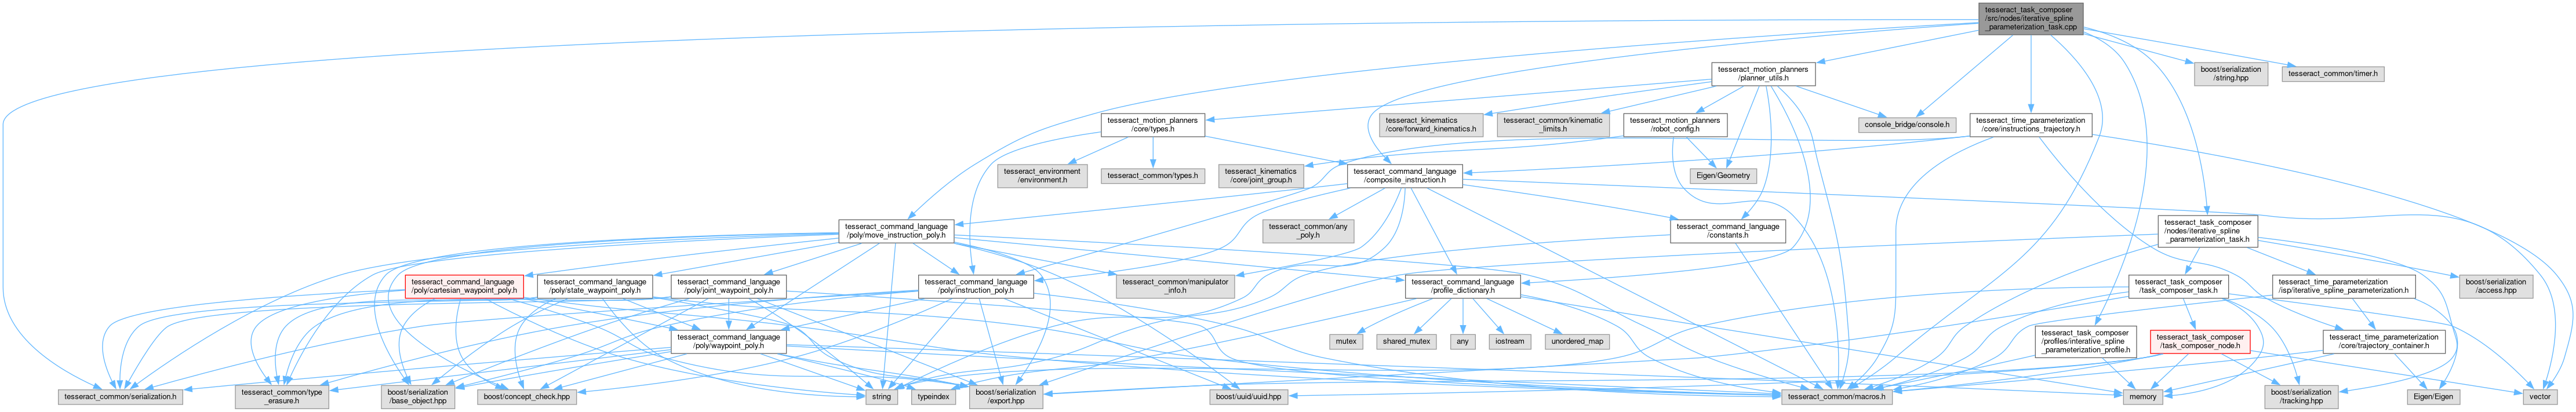 tesseract_task_composer
/src/nodes/iterative_spline
_parameterization_task.cpp
tesseract_motion_planners
/planner_utils.h
boost/serialization
/string.hpp
tesseract_common/timer.h
tesseract_motion_planners
/core/types.h
tesseract_kinematics
/core/forward_kinematics.h
tesseract_common/kinematic
_limits.h
tesseract_motion_planners
/robot_config.h
console_bridge/console.h
tesseract_time_parameterization
/core/instructions_trajectory.h
tesseract_environment
/environment.h
tesseract_common/types.h
tesseract_kinematics
/core/joint_group.h
tesseract_command_language
/composite_instruction.h
Eigen/Geometry
tesseract_command_language
/poly/move_instruction_poly.h
tesseract_common/any
_poly.h
tesseract_command_language
/constants.h
tesseract_task_composer
/nodes/iterative_spline
_parameterization_task.h
tesseract_command_language
/poly/cartesian_waypoint_poly.h
tesseract_command_language
/poly/state_waypoint_poly.h
tesseract_command_language
/poly/joint_waypoint_poly.h
tesseract_command_language
/poly/instruction_poly.h
tesseract_common/manipulator
_info.h
tesseract_command_language
/profile_dictionary.h
tesseract_task_composer
/task_composer_task.h
tesseract_time_parameterization
/isp/iterative_spline_parameterization.h
boost/serialization
/access.hpp
tesseract_command_language
/poly/waypoint_poly.h
mutex
shared_mutex
any
iostream
unordered_map
tesseract_task_composer
/profiles/interative_spline
_parameterization_profile.h
tesseract_task_composer
/task_composer_node.h
tesseract_time_parameterization
/core/trajectory_container.h
tesseract_common/serialization.h
tesseract_common/type
_erasure.h
boost/serialization
/base_object.hpp
boost/concept_check.hpp
string
typeindex
boost/serialization
/export.hpp
boost/uuid/uuid.hpp
tesseract_common/macros.h
memory
boost/serialization
/tracking.hpp
Eigen/Eigen
vector